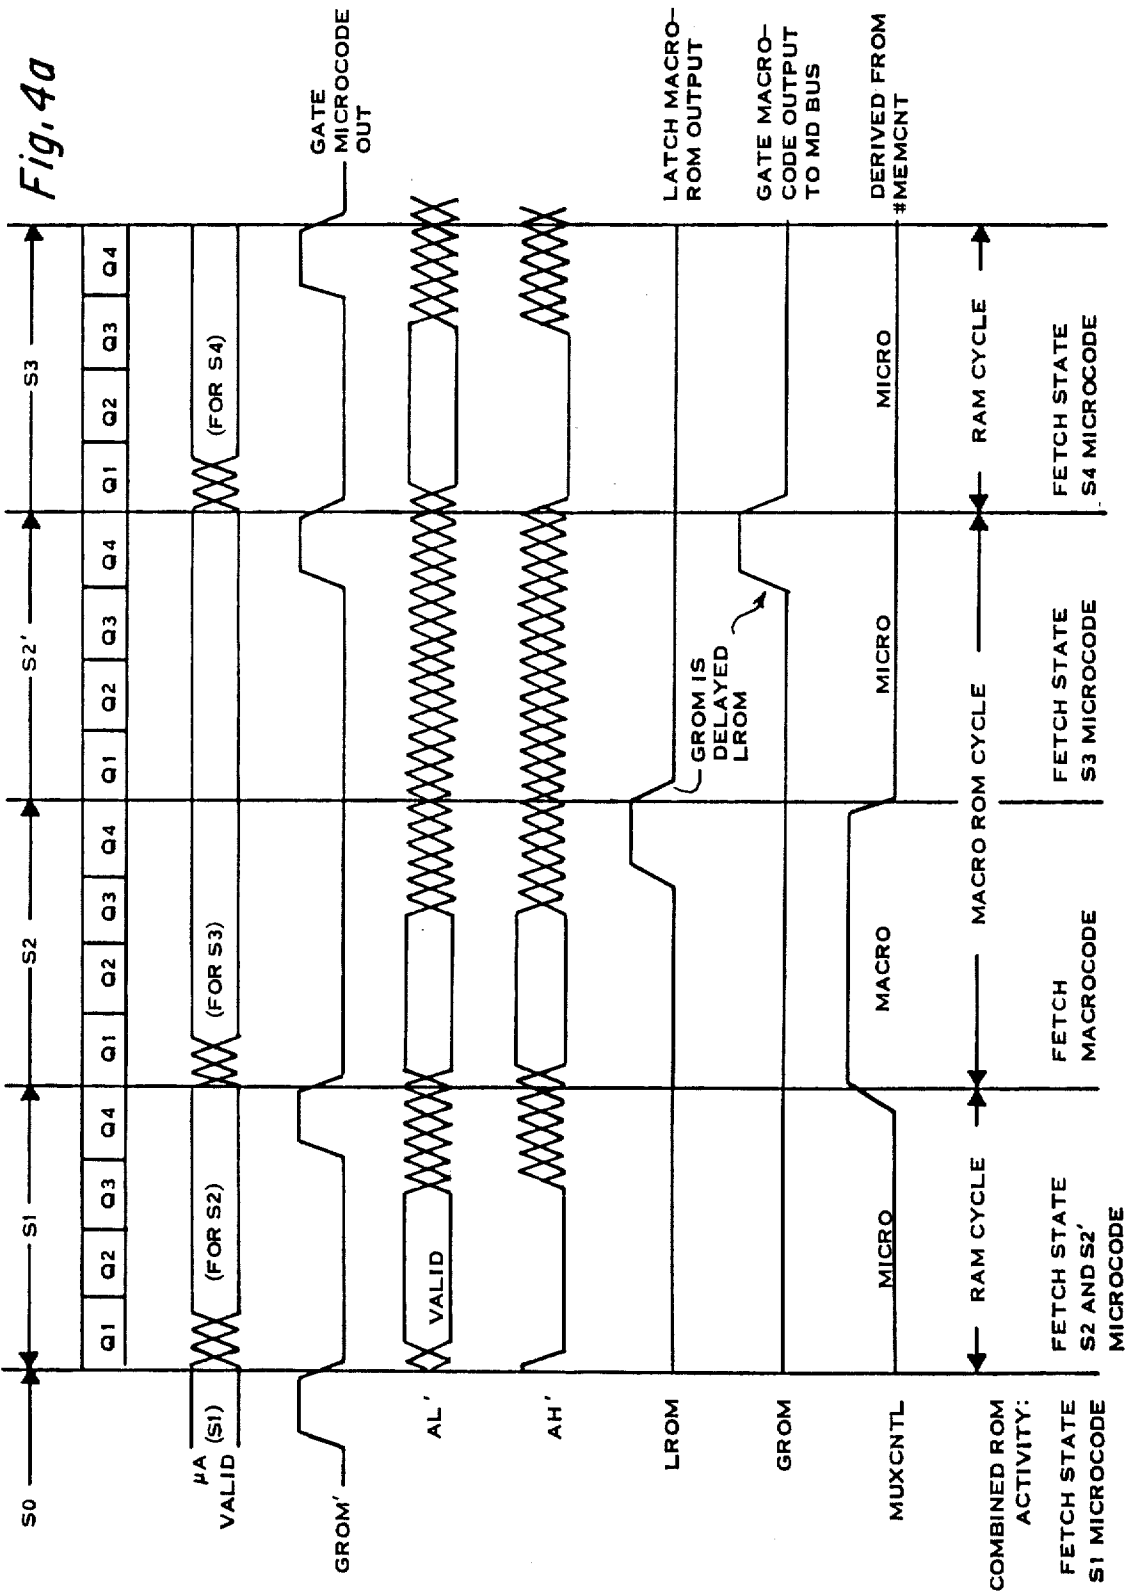 Fig. 4a
S0
S1
S2
S2'
S3
Q1 Q2 Q3 Q4 Q1 Q2 Q3 Q4 Q1 Q2 Q3 Q4 Q1 Q2 Q3 Q4
μA (S1)
VALID
(FOR S2)
(FOR S3)
(FOR S4)
GROM'
GATE
MICROCODE
OUT
AL'
VALID
AH'
LROM
LATCH MACRO-
ROM OUTPUT
GROM IS
DELAYED
LROM
GROM
GATE MACRO-
CODE OUTPUT
TO MD BUS
MUXCNTL
MICRO
MACRO
MICRO
MICRO
DERIVED FROM
#MEMCNT
COMBINED ROM
ACTIVITY:
RAM CYCLE
MACRO ROM CYCLE
RAM CYCLE
FETCH STATE
S1 MICROCODE
FETCH STATE
S2 AND S2'
MICROCODE
FETCH
MACROCODE
FETCH STATE
S3 MICROCODE
FETCH STATE
S4 MICROCODE